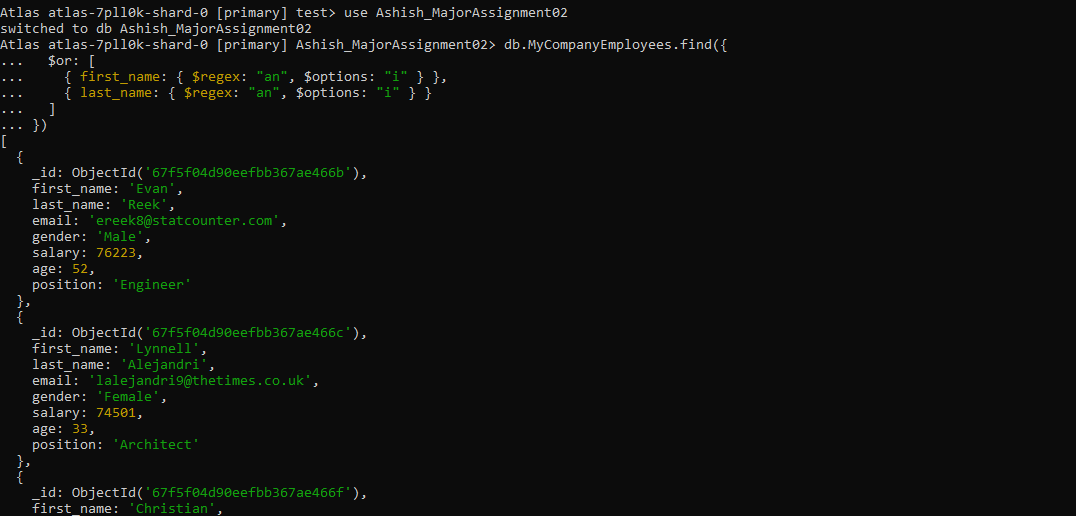 Atlas atlas-7pll0k-shard-0 [primary] test> use Ashish_MajorAssignment02
switched to db Ashish_MajorAssignment02
Atlas atlas-7pll0k-shard-0 [primary] Ashish_MajorAssignment02> db.MyCompanyEmployees.find({
...   $or: [
...     { first_name: { $regex: "an", $options: "i" } },
...     { last_name: { $regex: "an", $options: "i" } }
...   ]
... })
[
  {
    _id: ObjectId('67f5f04d90eefbb367ae466b'),
    first_name: 'Evan',
    last_name: 'Reek',
    email: 'ereek8@statcounter.com',
    gender: 'Male',
    salary: 76223,
    age: 52,
    position: 'Engineer'
  },
  {
    _id: ObjectId('67f5f04d90eefbb367ae466c'),
    first_name: 'Lynnell',
    last_name: 'Alejandri',
    email: 'lalejandri9@thetimes.co.uk',
    gender: 'Female',
    salary: 74501,
    age: 33,
    position: 'Architect'
  },
  {
    _id: ObjectId('67f5f04d90eefbb367ae466f'),
    first_name: 'Christian',